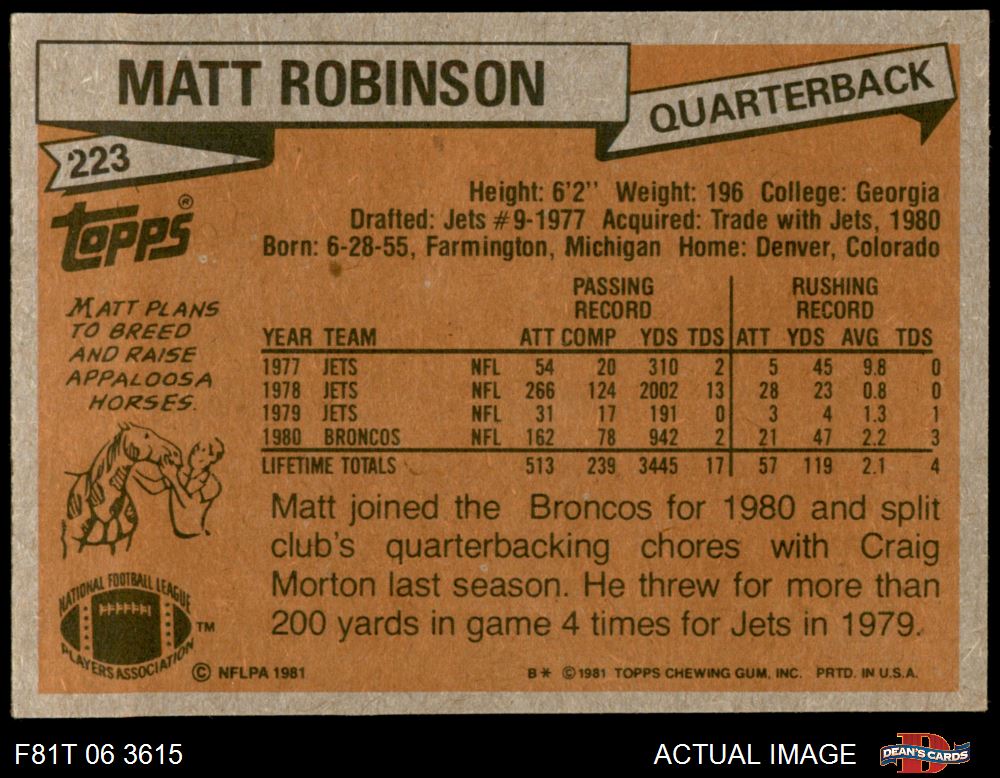 MATT ROBINSON
QUARTERBACK
223
topps®
Height: 6'2'' Weight: 196 College: Georgia
Drafted: Jets #9-1977 Acquired: Trade with Jets, 1980
Born: 6-28-55, Farmington, Michigan Home: Denver, Colorado
MATT PLANS
TO BREED
AND RAISE
APPALOOSA
HORSES.
PASSING RUSHING
RECORD RECORD
YEAR TEAM ATT COMP YDS TDS ATT YDS AVG TDS
1977 JETS NFL 54 20 310 2 5 45 9.8 0
1978 JETS NFL 266 124 2002 13 28 23 0.8 0
1979 JETS NFL 31 17 191 0 3 4 1.3 1
1980 BRONCOS NFL 162 78 942 2 21 47 2.2 3
LIFETIME TOTALS 513 239 3445 17 57 119 2.1 4
Matt joined the Broncos for 1980 and split
club's quarterbacking chores with Craig
Morton last season. He threw for more than
200 yards in game 4 times for Jets in 1979.
NATIONAL FOOTBALL LEAGUE
PLAYERS ASSOCIATION
TM
© NFLPA 1981
B* © 1981 TOPPS CHEWING GUM, INC. PRTD. IN U.S.A.
F81T 06 3615
ACTUAL IMAGE
D
DEAN'S CARDS